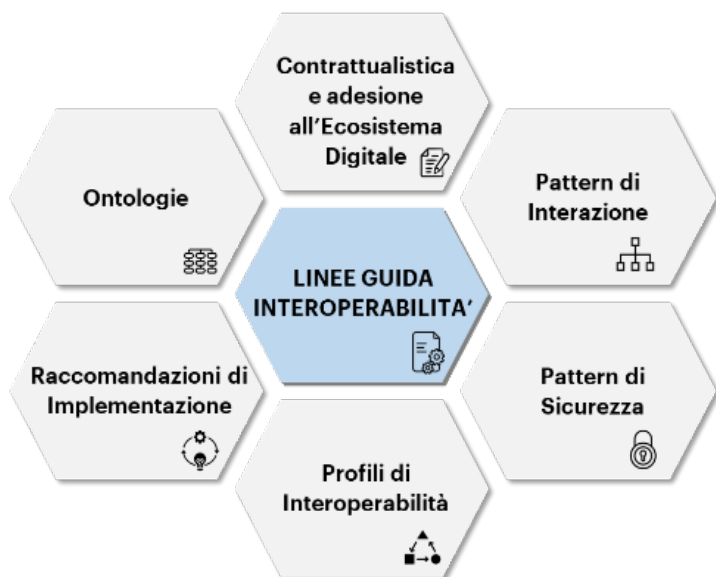 Contrattualistica
e adesione
all'Ecosistema
Digitale
Ontologie
Pattern di
Interazione
LINEE GUIDA
INTEROPERABILITA'
Raccomandazioni di
Implementazione
Pattern di
Sicurezza
Profili di
Interoperabilità